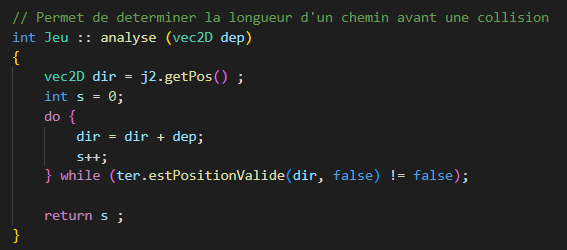 // Permet de determiner la longueur d'un chemin avant une collision
int Jeu :: analyse (vec2D dep)
{
    vec2D dir = j2.getPos() ;
    int s = 0;
    do {
        dir = dir + dep;
        s++;
    } while (ter.estPositionValide(dir, false) != false);

    return s ;
}